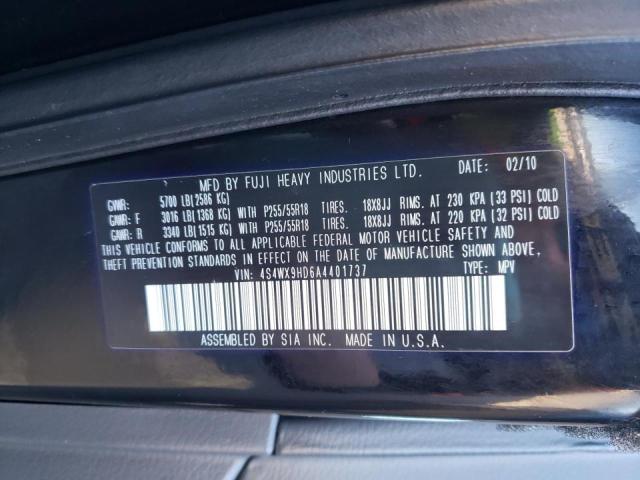 MFD BY FUJI HEAVY INDUSTRIES LTD. DATE: 02/10
GVWR: 5700 LB(2586 KG)
GAWR: F 3016 LB(1368 KG) WITH P255/55R18 TIRES. 18X8JJ RIMS. AT 230 KPA (33 PSI) COLD
GAWR: R 3340 LB(1515 KG) WITH P255/55R18 TIRES. 18X8JJ RIMS. AT 220 KPA (32 PSI) COLD
THIS VEHICLE CONFORMS TO ALL APPLICABLE FEDERAL MOTOR VEHICLE SAFETY AND
THEFT PREVENTION STANDARDS IN EFFECT ON THE DATE OF MANUFACTURE SHOWN ABOVE.
VIN: 4S4WX9HD6A4401737 TYPE: MPV
ASSEMBLED BY SIA INC. MADE IN U.S.A.